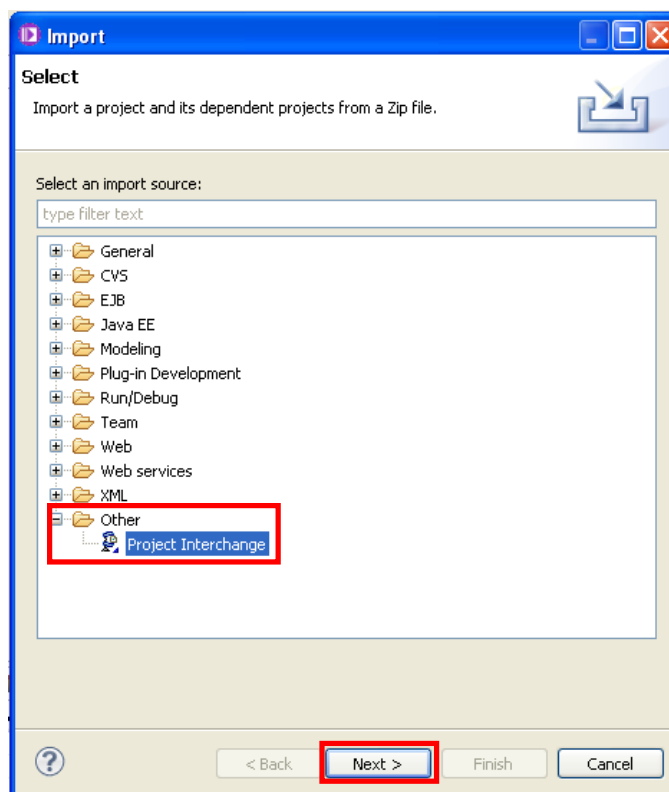 Import
Select
Import a project and its dependent projects from a Zip file.
Select an import source:
type filter text
General
CVS
EJB
Java EE
Modeling
Plug-in Development
Run/Debug
Team
Web
Web services
XML
Other
Project Interchange
? < Back Next > Finish Cancel